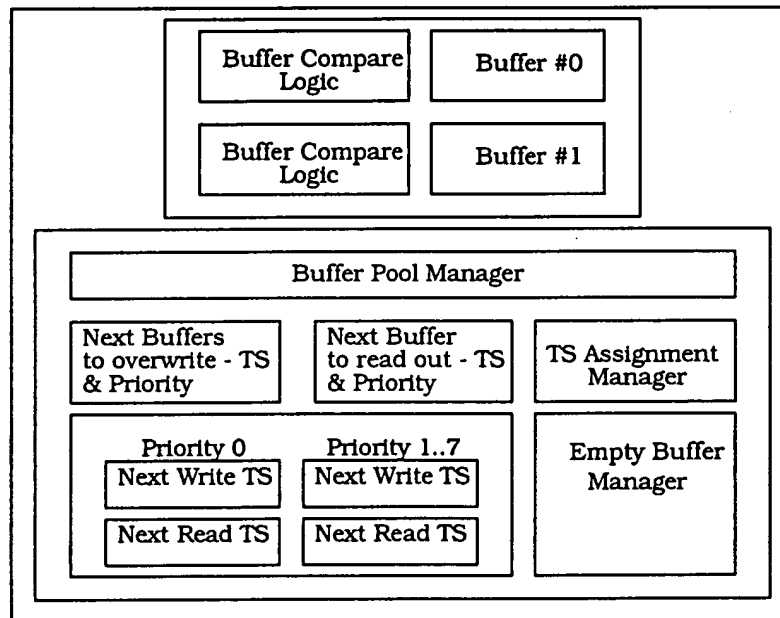 Buffer Compare
Logic
Buffer #0
Buffer Compare
Logic
Buffer #1
Buffer Pool Manager
Next Buffers
to overwrite - TS
& Priority
Next Buffer
to read out - TS
& Priority
TS Assignment
Manager
Priority 0
Next Write TS
Next Read TS
Priority 1..7
Next Write TS
Next Read TS
Empty Buffer
Manager